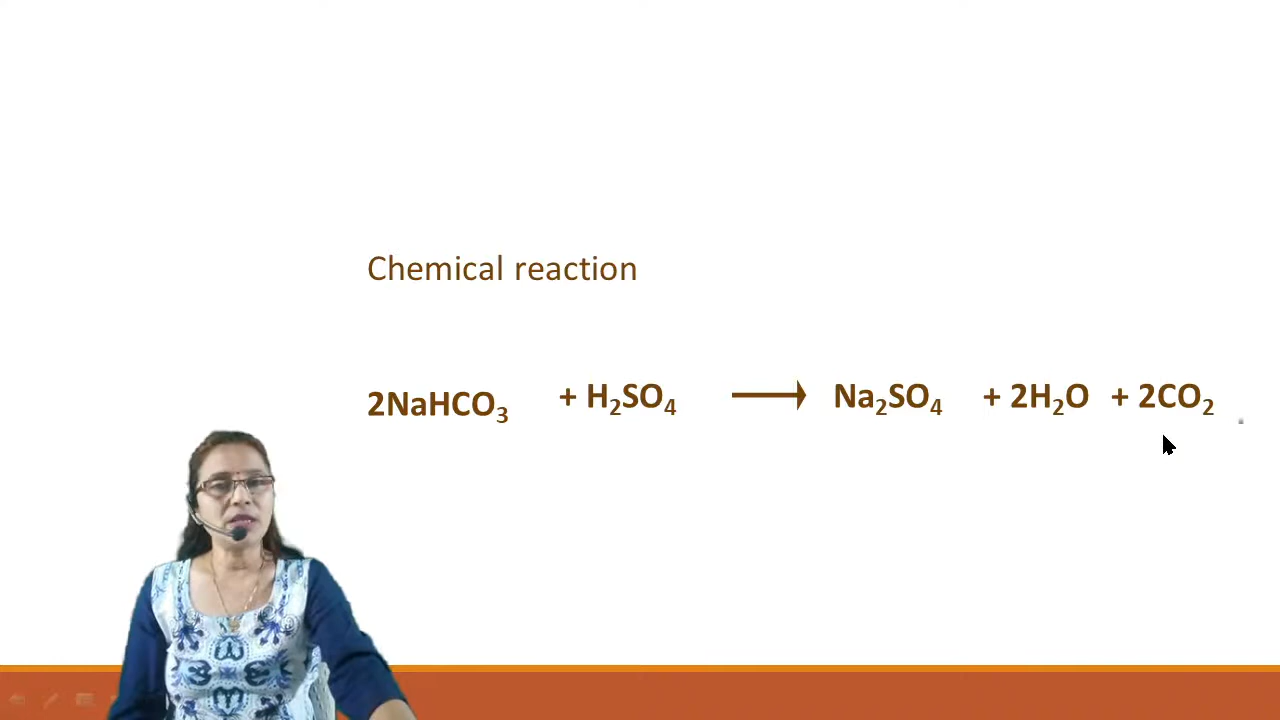 Chemical reaction
2NaHCO₃ + H₂SO₄ ⟶ Na₂SO₄ + 2H₂O + 2CO₂